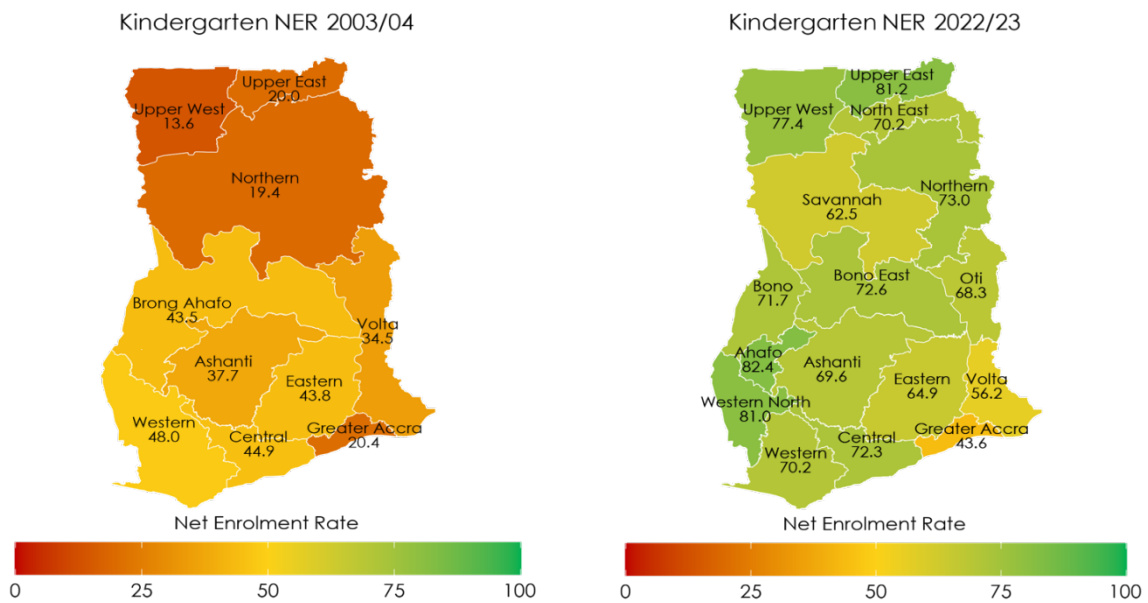 Kindergarten NER 2003/04
Upper East
20.0
Upper West
13.6
Northern
19.4
Brong Ahafo
43.5
Volta
34.5
Ashanti
37.7
Eastern
43.8
Western
48.0
Central
44.9
Greater Accra
20.4
Net Enrolment Rate
0 25 50 75 100
Kindergarten NER 2022/23
Upper East
81.2
Upper West
77.4
North East
70.2
Northern
73.0
Savannah
62.5
Bono East
72.6
Oti
68.3
Bono
71.7
Ahafo
82.4
Ashanti
69.6
Eastern
64.9
Volta
56.2
Western North
81.0
Greater Accra
43.6
Central
72.3
Western
70.2
Net Enrolment Rate
0 25 50 75 100